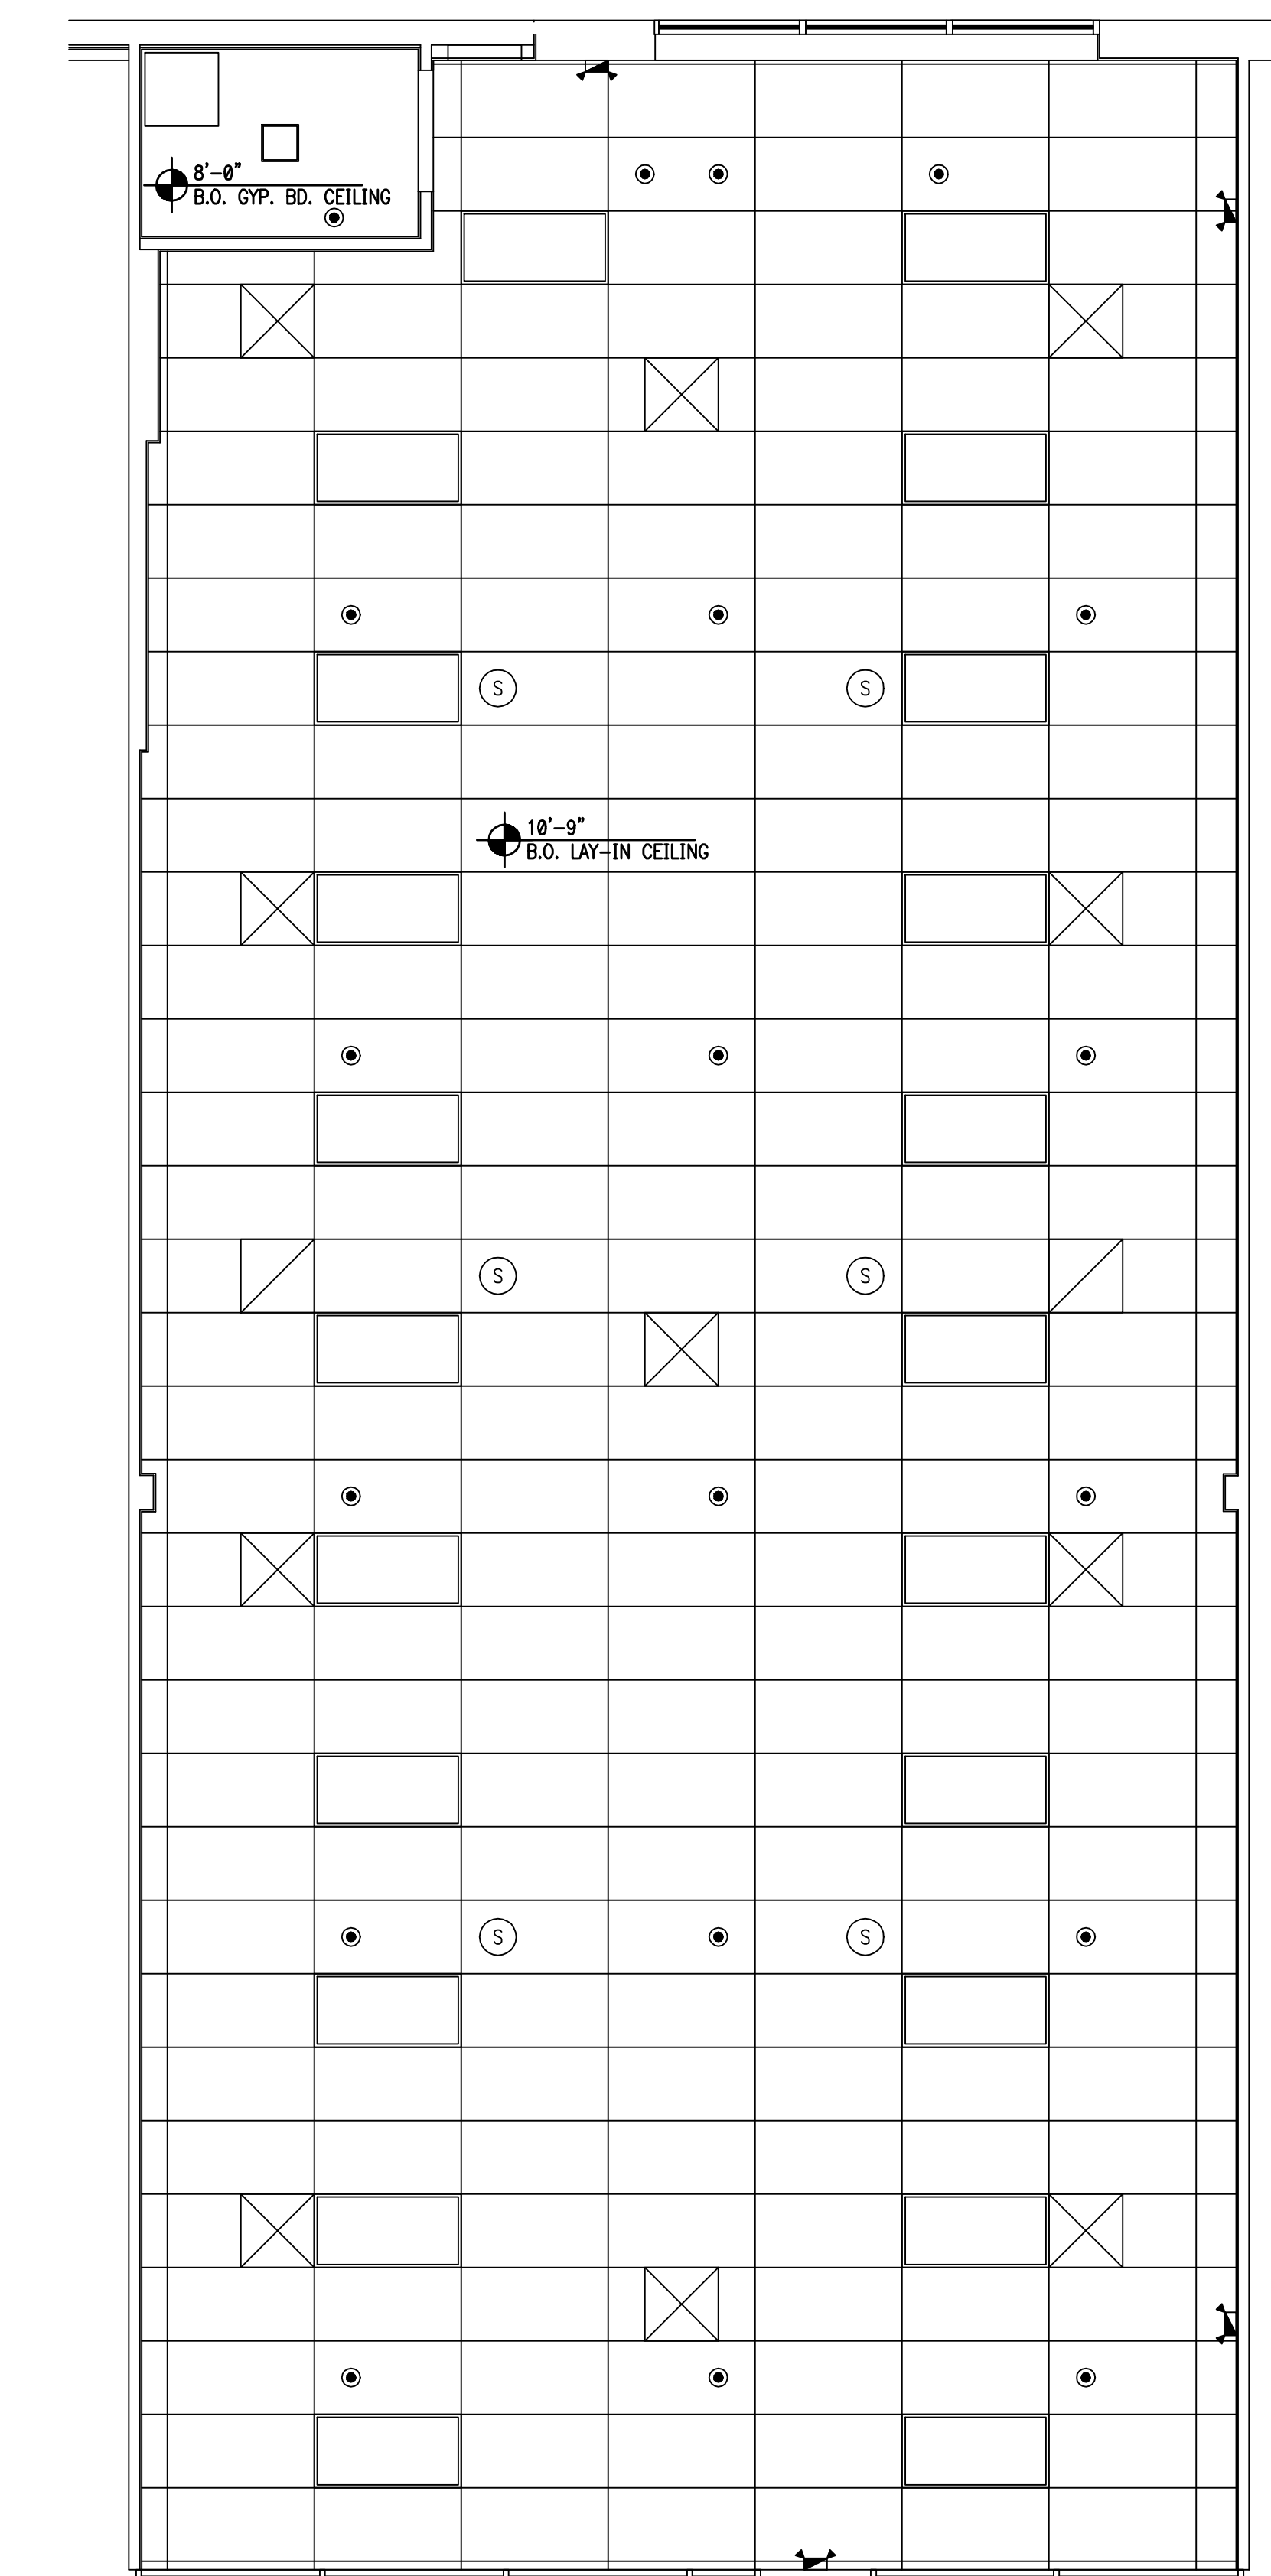 8'-0"
B.O. GYP. BD. CEILING
S
S
10'-9"
B.O. LAY-IN CEILING
S
S
S
S